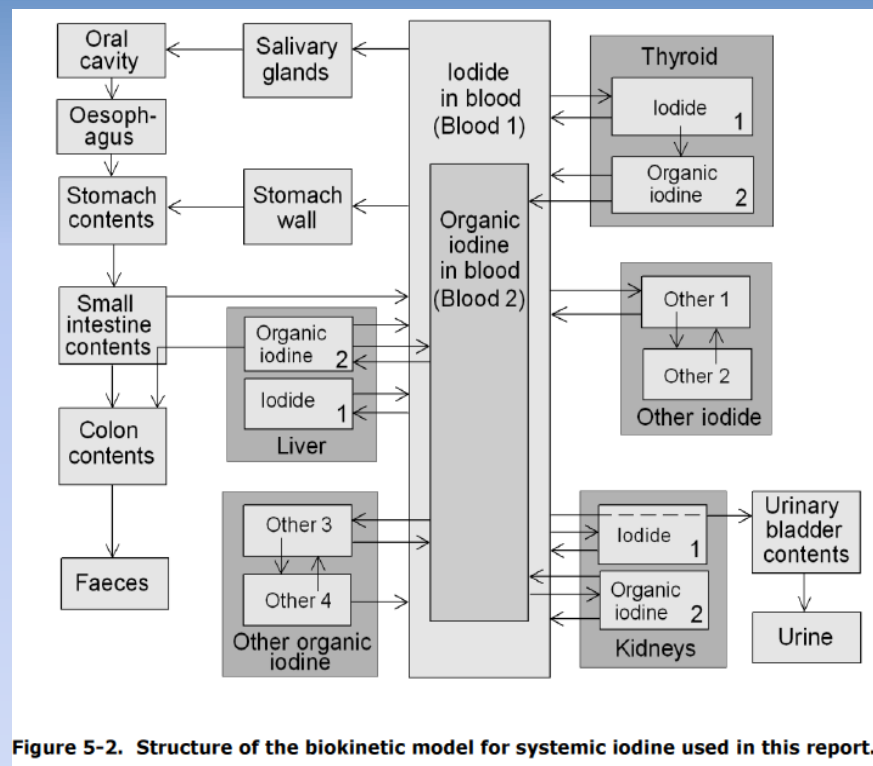 Oral
cavity
Salivary
glands
Oesoph-
agus
Stomach
contents
Stomach
wall
Small
intestine
contents
Colon
contents
Faeces
Organic
iodine
2
Iodide
1
Liver
Other 3
Other 4
Other organic
iodine
Iodide
in blood
(Blood 1)
Organic
iodine
in blood
(Blood 2)
Thyroid
Iodide
1
Organic
iodine
2
Other 1
Other 2
Other iodide
Iodide
1
Organic
iodine
2
Kidneys
Urinary
bladder
contents
Urine
Figure 5-2. Structure of the biokinetic model for systemic iodine used in this report.